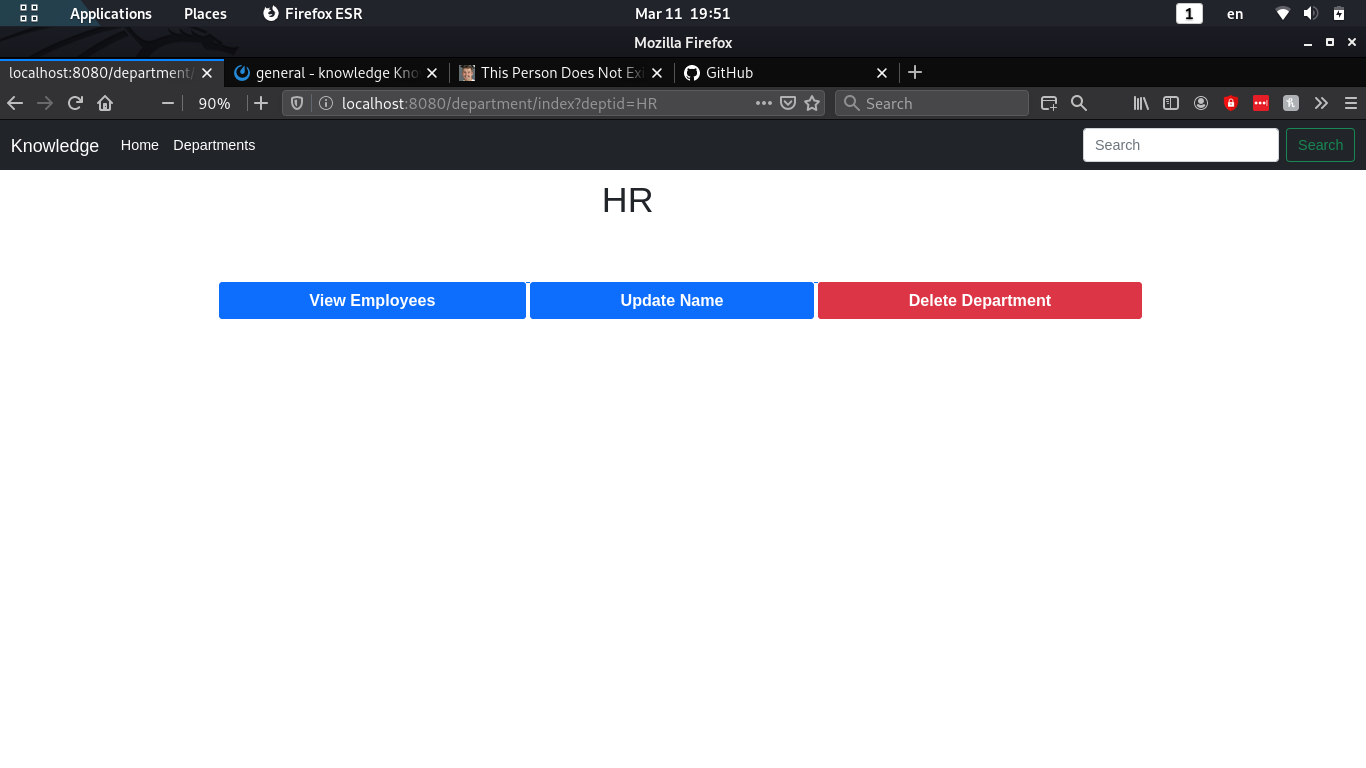 Applications Places Firefox ESR Mar 11 19:51 1 en
Mozilla Firefox
localhost:8080/department/ general - knowledge Kno This Person Does Not Exi GitHub
90% localhost:8080/department/index?deptid=HR Search
Knowledge Home Departments Search Search
HR
View Employees Update Name Delete Department